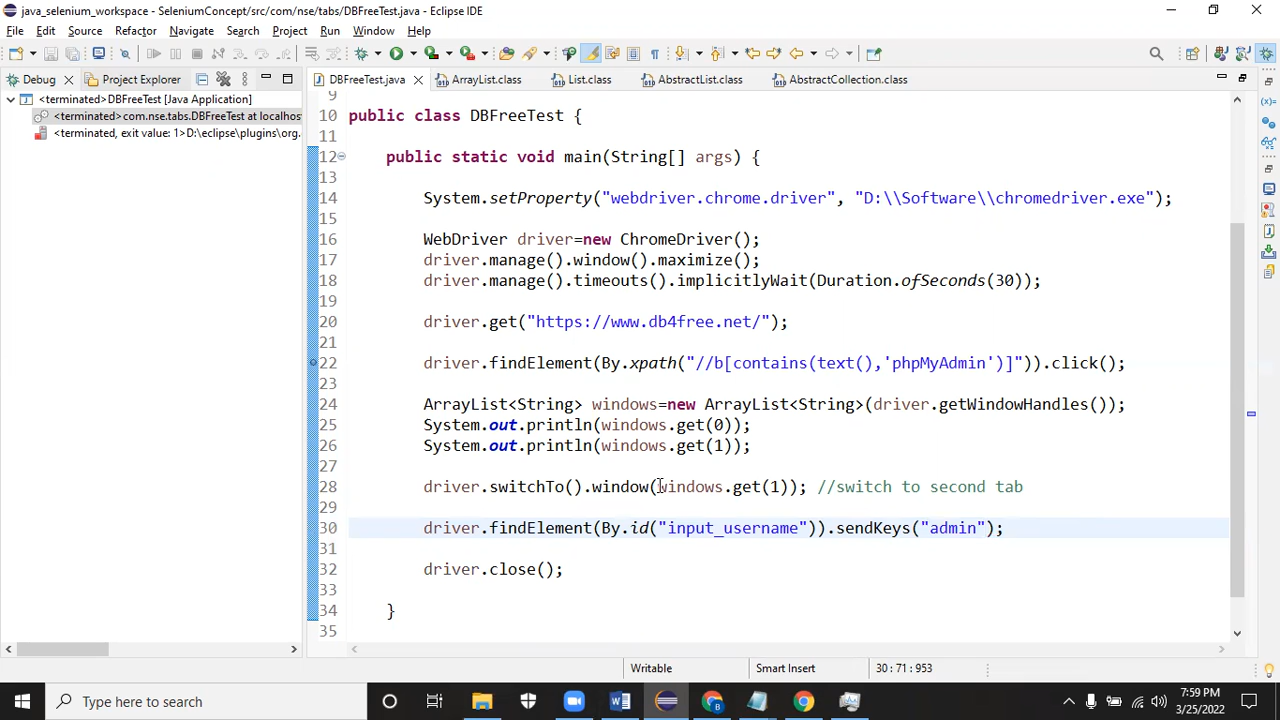 java_selenium_workspace - SeleniumConcept/src/com/nse/tabs/DBFreeTest.java - Eclipse IDE
File Edit Source Refactor Navigate Search Project Run Window Help
Debug Project Explorer DBFreeTest.java ArrayList.class List.class AbstractList.class AbstractCollection.class
<terminated>DBFreeTest [Java Application]
<terminated> com.nse.tabs.DBFreeTest at localhos
<terminated, exit value: 1>D:\eclipse\plugins\org.
9
10 public class DBFreeTest {
11
12 public static void main(String[] args) {
13
14 System.setProperty("webdriver.chrome.driver", "D:\\Software\\chromedriver.exe");
15
16 WebDriver driver=new ChromeDriver();
17 driver.manage().window().maximize();
18 driver.manage().timeouts().implicitlyWait(Duration.ofSeconds(30));
19
20 driver.get("https://www.db4free.net/");
21
22 driver.findElement(By.xpath("//b[contains(text(),'phpMyAdmin')]")).click();
23
24 ArrayList<String> windows=new ArrayList<String>(driver.getWindowHandles());
25 System.out.println(windows.get(0));
26 System.out.println(windows.get(1));
27
28 driver.switchTo().window(windows.get(1)); //switch to second tab
29
30 driver.findElement(By.id("input_username")).sendKeys("admin");
31
32 driver.close();
33
34 }
35
Writable Smart Insert 30 : 71 : 953
Type here to search
7:59 PM
3/25/2022